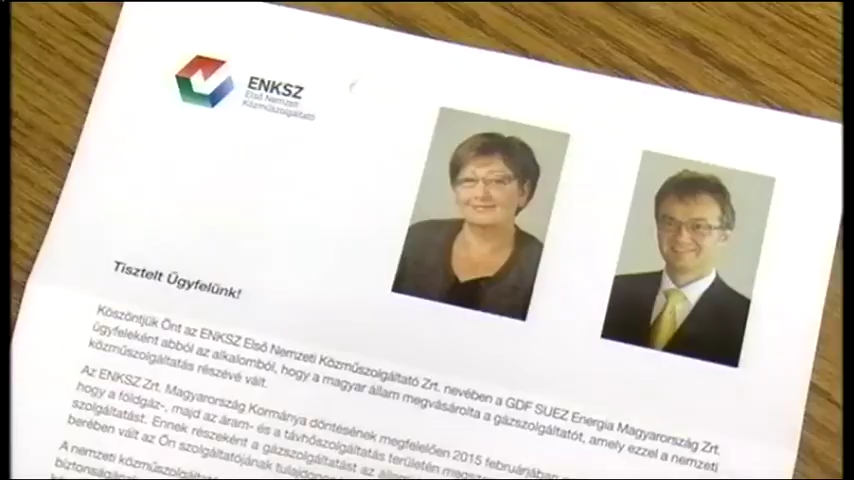 ENKSZ
Első Nemzeti
Közműszolgáltató
Tisztelt Ügyfelünk!
Köszöntjük Önt az ENKSZ Első Nemzeti Közműszolgáltató Zrt. nevében a GDF SUEZ Energia Magyarország Zrt.
ügyfeleként abból az alkalomból, hogy a magyar állam megvásárolta a gázszolgáltatót, amely ezzel a nemzeti
közműszolgáltatás részévé vált.
Az ENKSZ Zrt. Magyarország Kormánya döntésének megfelelően 2015 februárjában
hogy a földgáz-, majd az áram- és a távhőszolgáltatás területén
szolgáltatást. Ennek részeként a gázszolgáltatást az
berében vált az Ön szolgáltatójának
A nemzeti